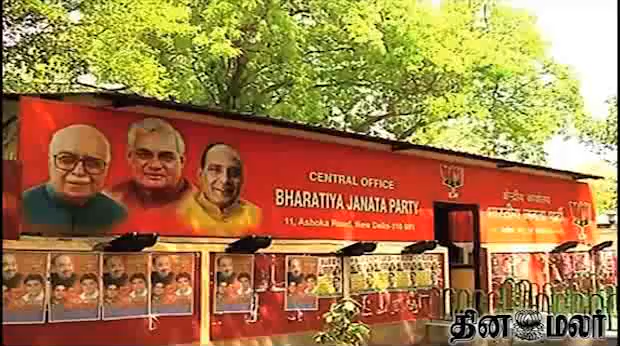 CENTRAL OFFICE
BHARATIYA JANATA PARTY
11, Ashoka Road, New Delhi-110 001
केन्द्रीय कार्यालय
भारतीय जनता पार्टी
தினமலர்